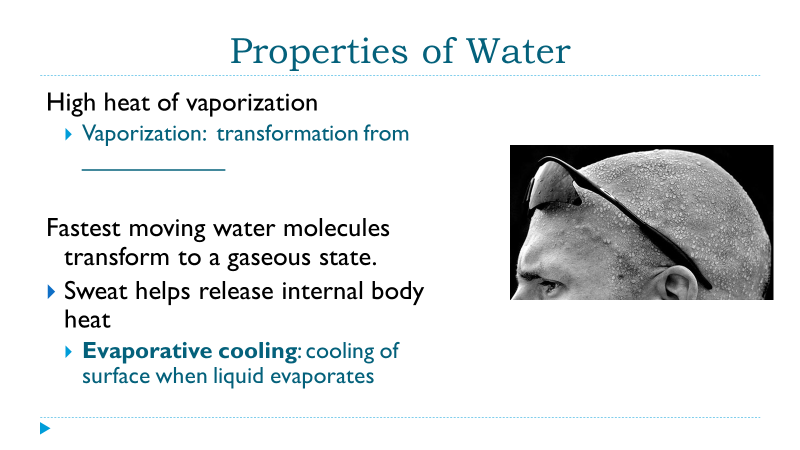 Properties of Water
High heat of vaporization
Vaporization: transformation from
____________
Fastest moving water molecules
transform to a gaseous state.
Sweat helps release internal body
heat
Evaporative cooling: cooling of
surface when liquid evaporates